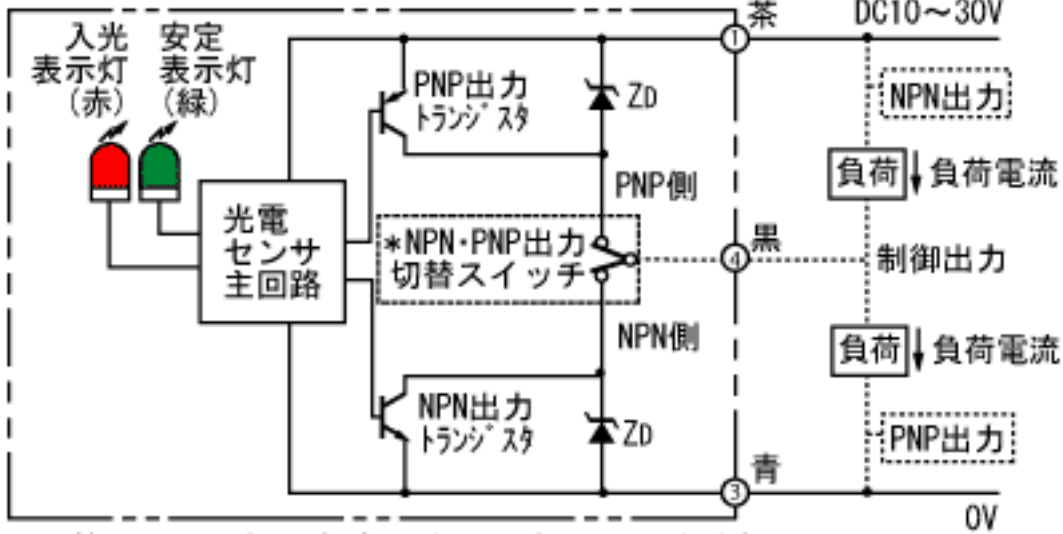 茶
DC10～30V
入光
表示灯
(赤)
安定
表示灯
(緑)
①
PNP出力
トランジスタ
ZD
NPN出力
負荷
負荷電流
PNP側
光電
センサ
主回路
*NPN･PNP出力
切替スイッチ
黒
④
制御出力
NPN側
負荷
負荷電流
NPN出力
トランジスタ
ZD
PNP出力
青
③
0V